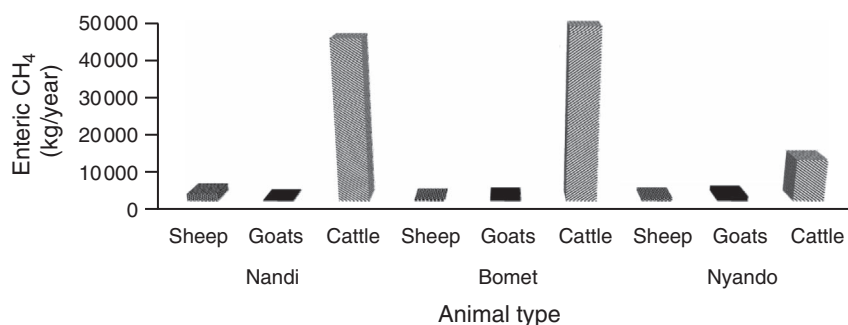 50 000
40 000
30 000
20 000
10 000
0
Enteric CH4
(kg/year)
Sheep Goats Cattle Sheep Goats Cattle Sheep Goats Cattle
Nandi Bomet Nyando
Animal type